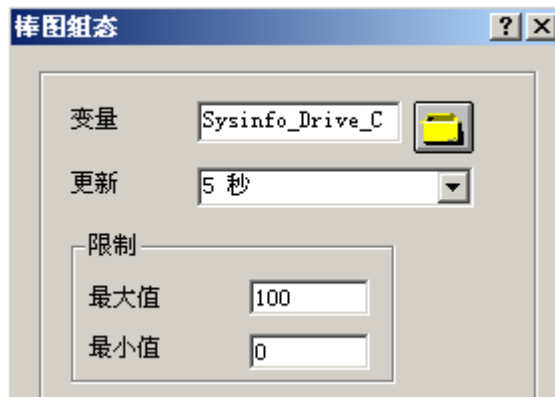 棒图组态
变量 Sysinfo_Drive_C
更新 5 秒
限制
最大值 100
最小值 0